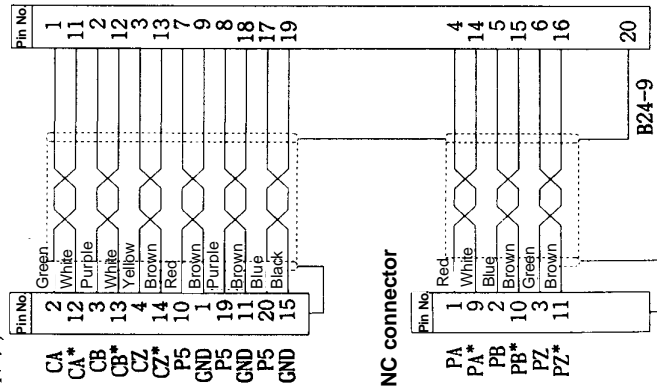 Pin No. 1 11 2 12 3 13 7 9 8 18 17 19 4 14 5 15 6 16 20
B24-9
Green
White
Purple
White
Yellow
Brown
Red
Brown
Purple
Brown
Blue
Black
Pin No. 2 12 3 13 4 14 10 1 19 11 20 15
CA
CA*
CB
CB*
CZ
CZ*
P5
GND
P5
GND
P5
GND
NC connector
Red
White
Blue
Brown
Green
Brown
Pin No. 1 9 2 10 3 11
PA
PA*
PB
PB*
PZ
PZ*